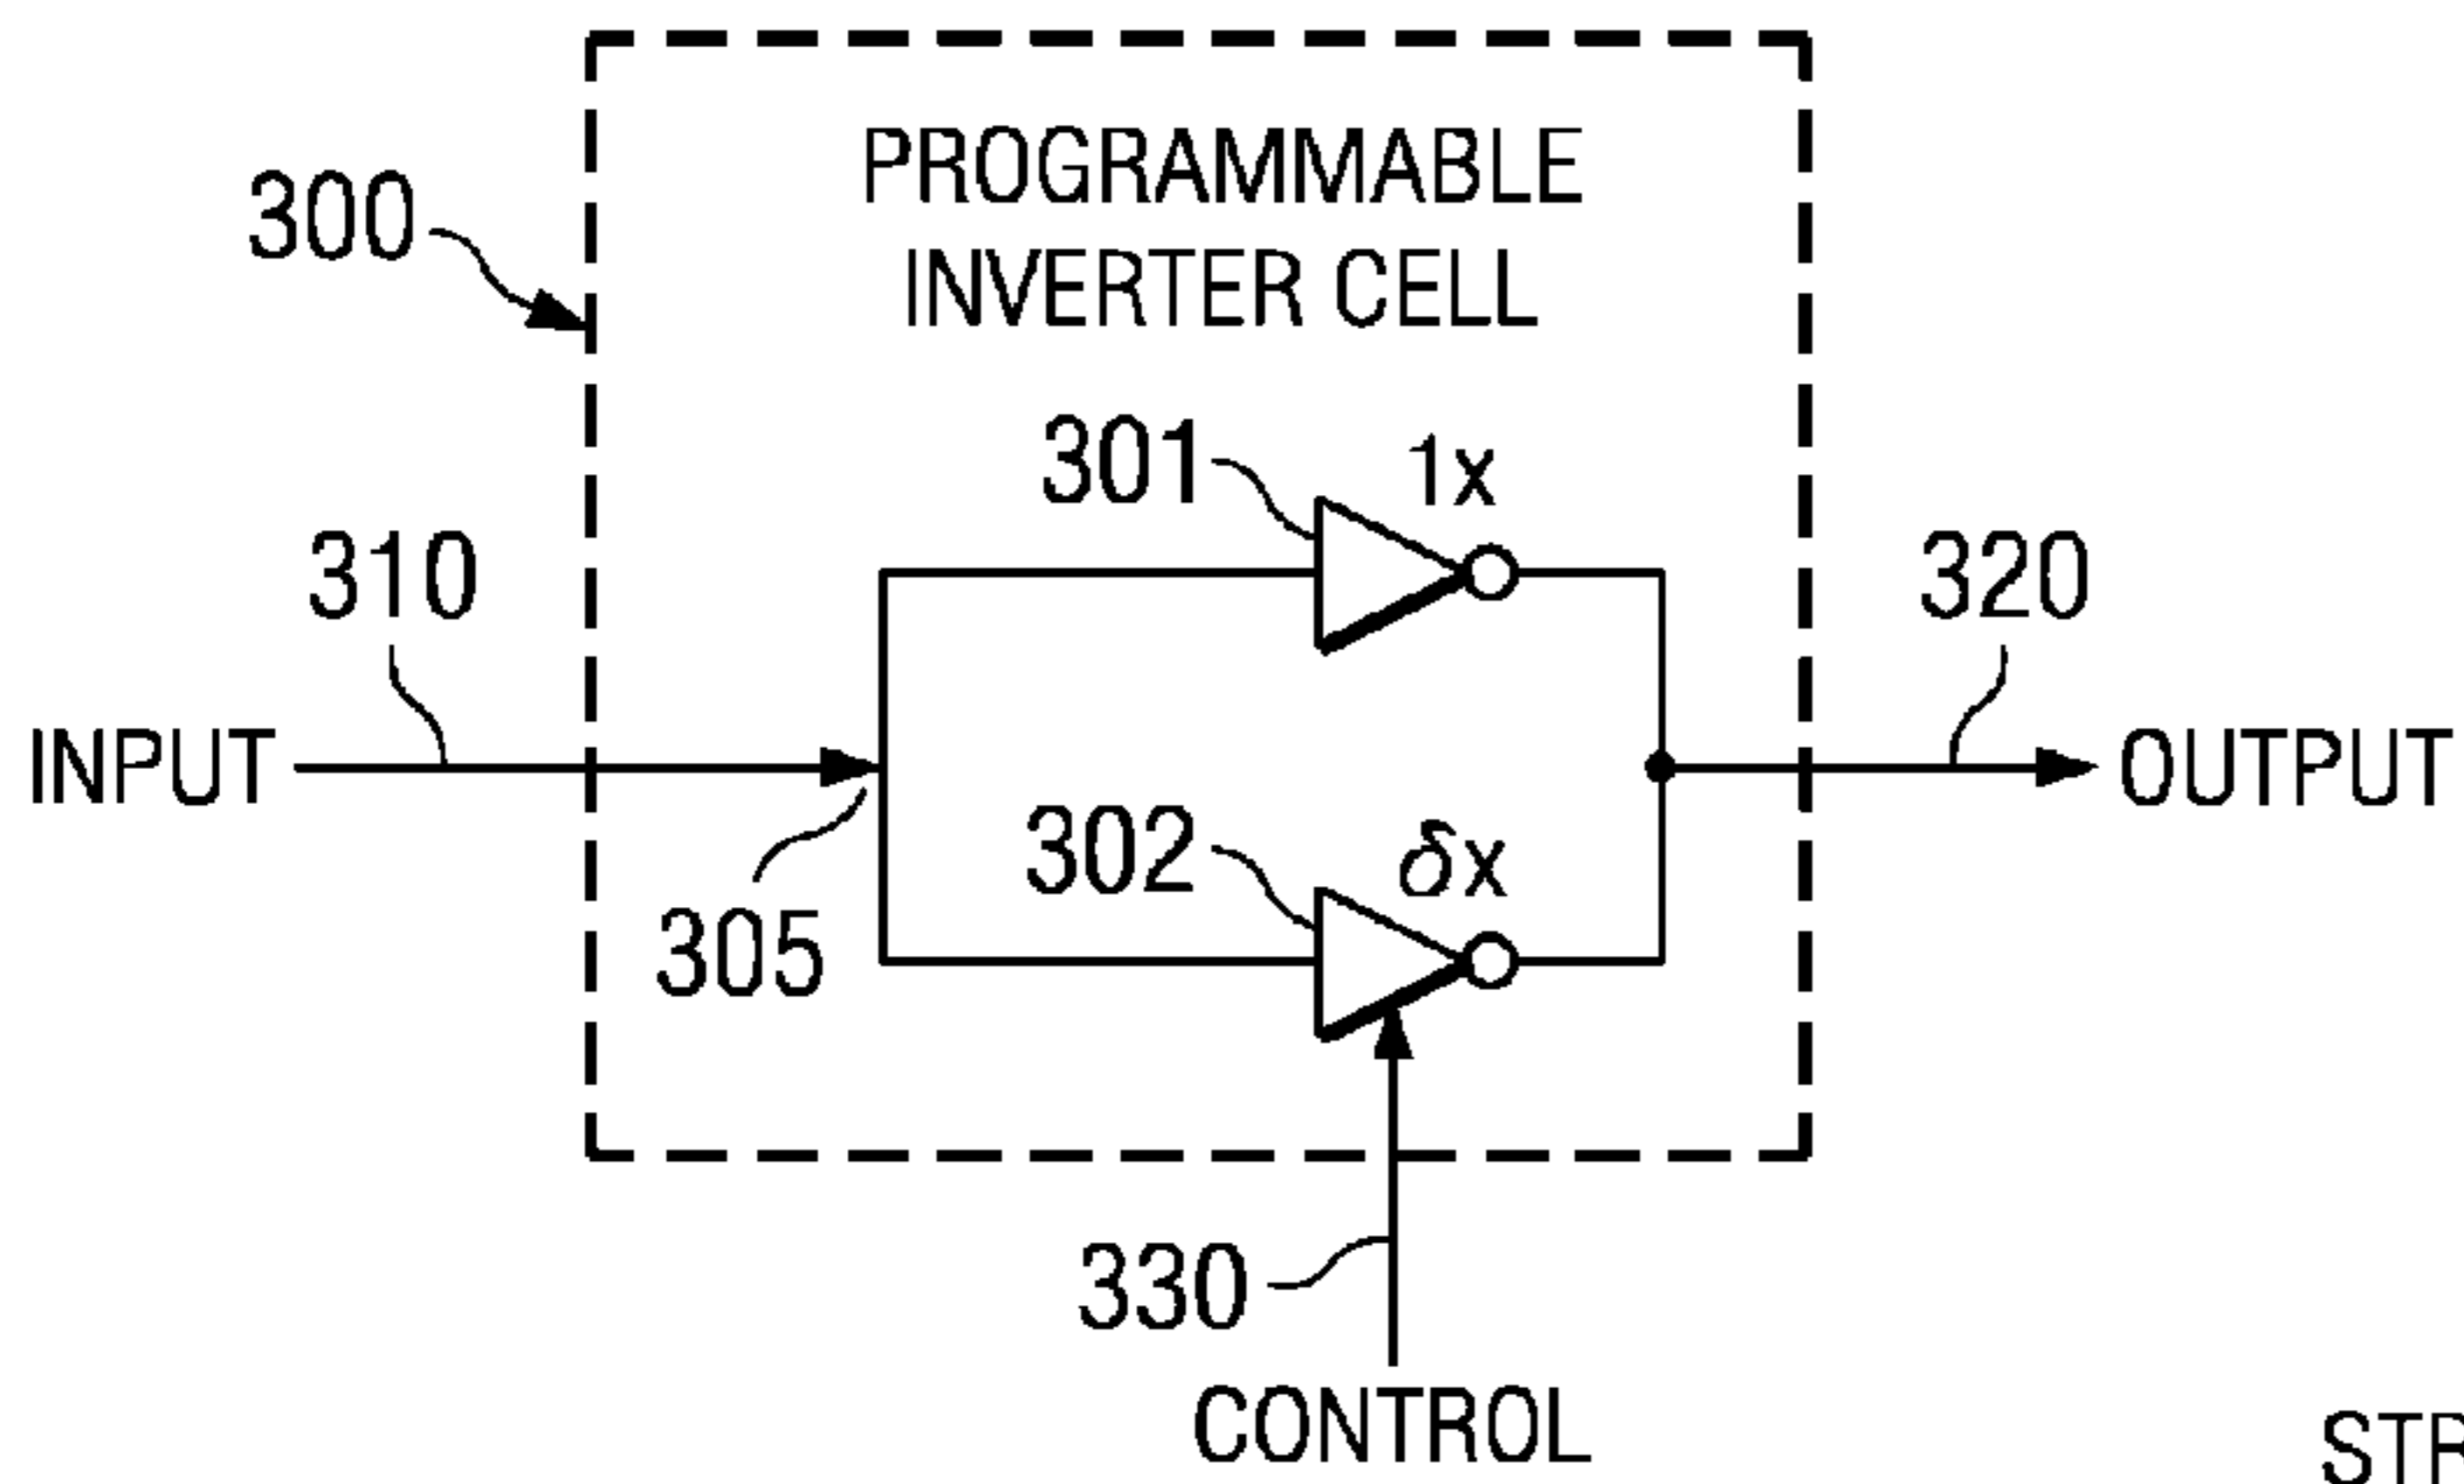 PROGRAMMABLE
INVERTER CELL
300
301
1x
310
320
INPUT
OUTPUT
302
δx
305
330
CONTROL